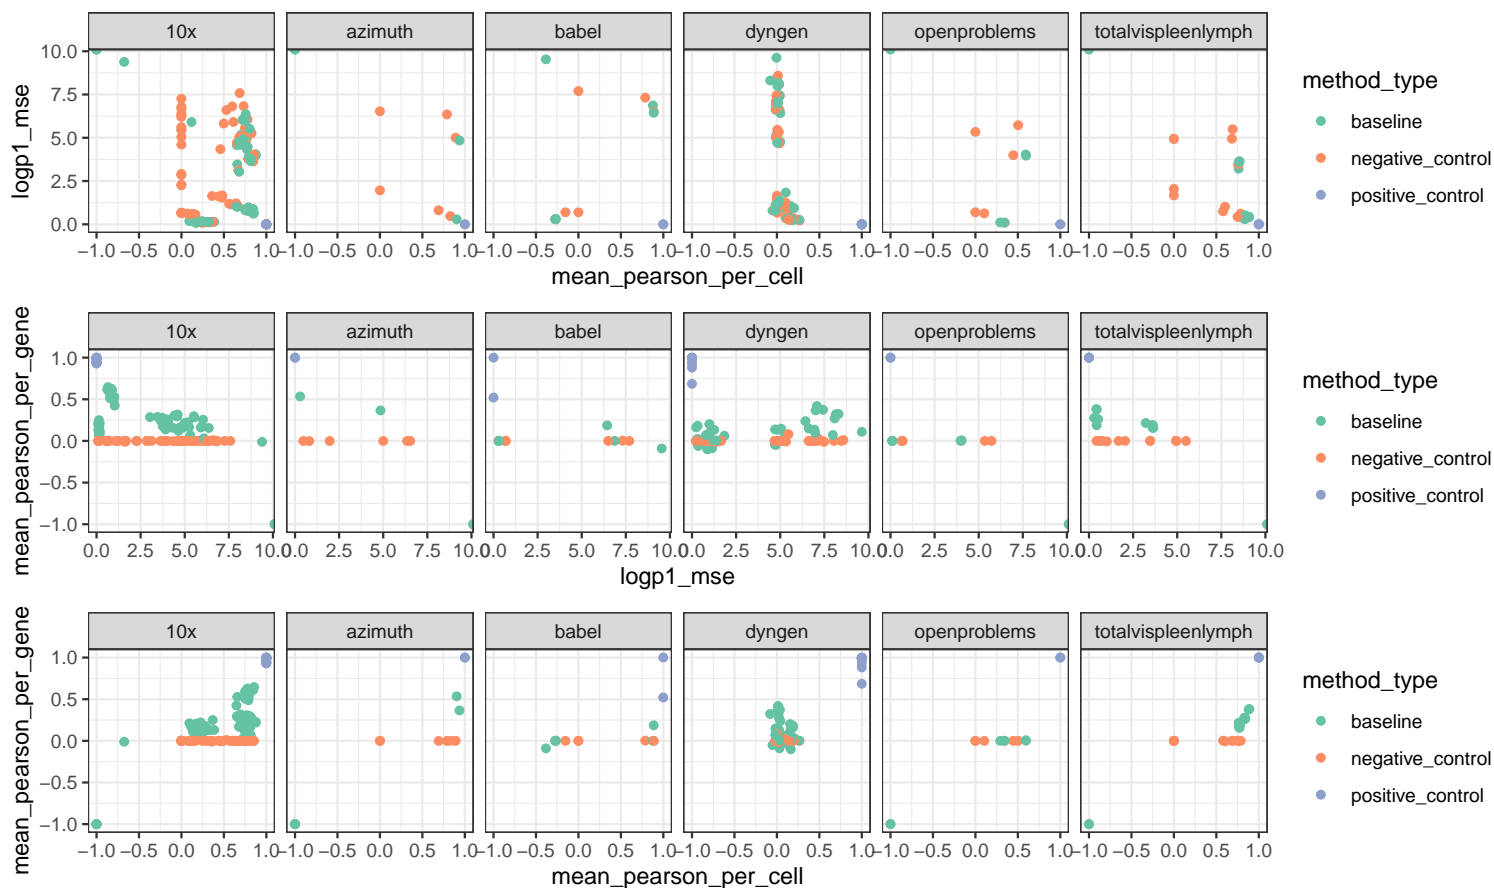 10x azimuth babel dyngen openproblems totalvispleenlymph
logp1_mse
10.0
7.5
5.0
2.5
0.0
−1.0 −0.5 0.0 0.5 1.0 −1.0 −0.5 0.0 0.5 1.0 −1.0 −0.5 0.0 0.5 1.0 −1.0 −0.5 0.0 0.5 1.0 −1.0 −0.5 0.0 0.5 1.0 −1.0 −0.5 0.0 0.5 1.0
mean_pearson_per_cell
method_type
baseline
negative_control
positive_control
10x azimuth babel dyngen openproblems totalvispleenlymph
mean_pearson_per_gene
1.0
0.5
0.0
−0.5
−1.0
0.0 2.5 5.0 7.5 10.0 0.0 2.5 5.0 7.5 10.0 0.0 2.5 5.0 7.5 10.0 0.0 2.5 5.0 7.5 10.0 0.0 2.5 5.0 7.5 10.0 0.0 2.5 5.0 7.5 10.0
logp1_mse
method_type
baseline
negative_control
positive_control
10x azimuth babel dyngen openproblems totalvispleenlymph
mean_pearson_per_gene
1.0
0.5
0.0
−0.5
−1.0
−1.0 −0.5 0.0 0.5 1.0 −1.0 −0.5 0.0 0.5 1.0 −1.0 −0.5 0.0 0.5 1.0 −1.0 −0.5 0.0 0.5 1.0 −1.0 −0.5 0.0 0.5 1.0 −1.0 −0.5 0.0 0.5 1.0
mean_pearson_per_cell
method_type
baseline
negative_control
positive_control